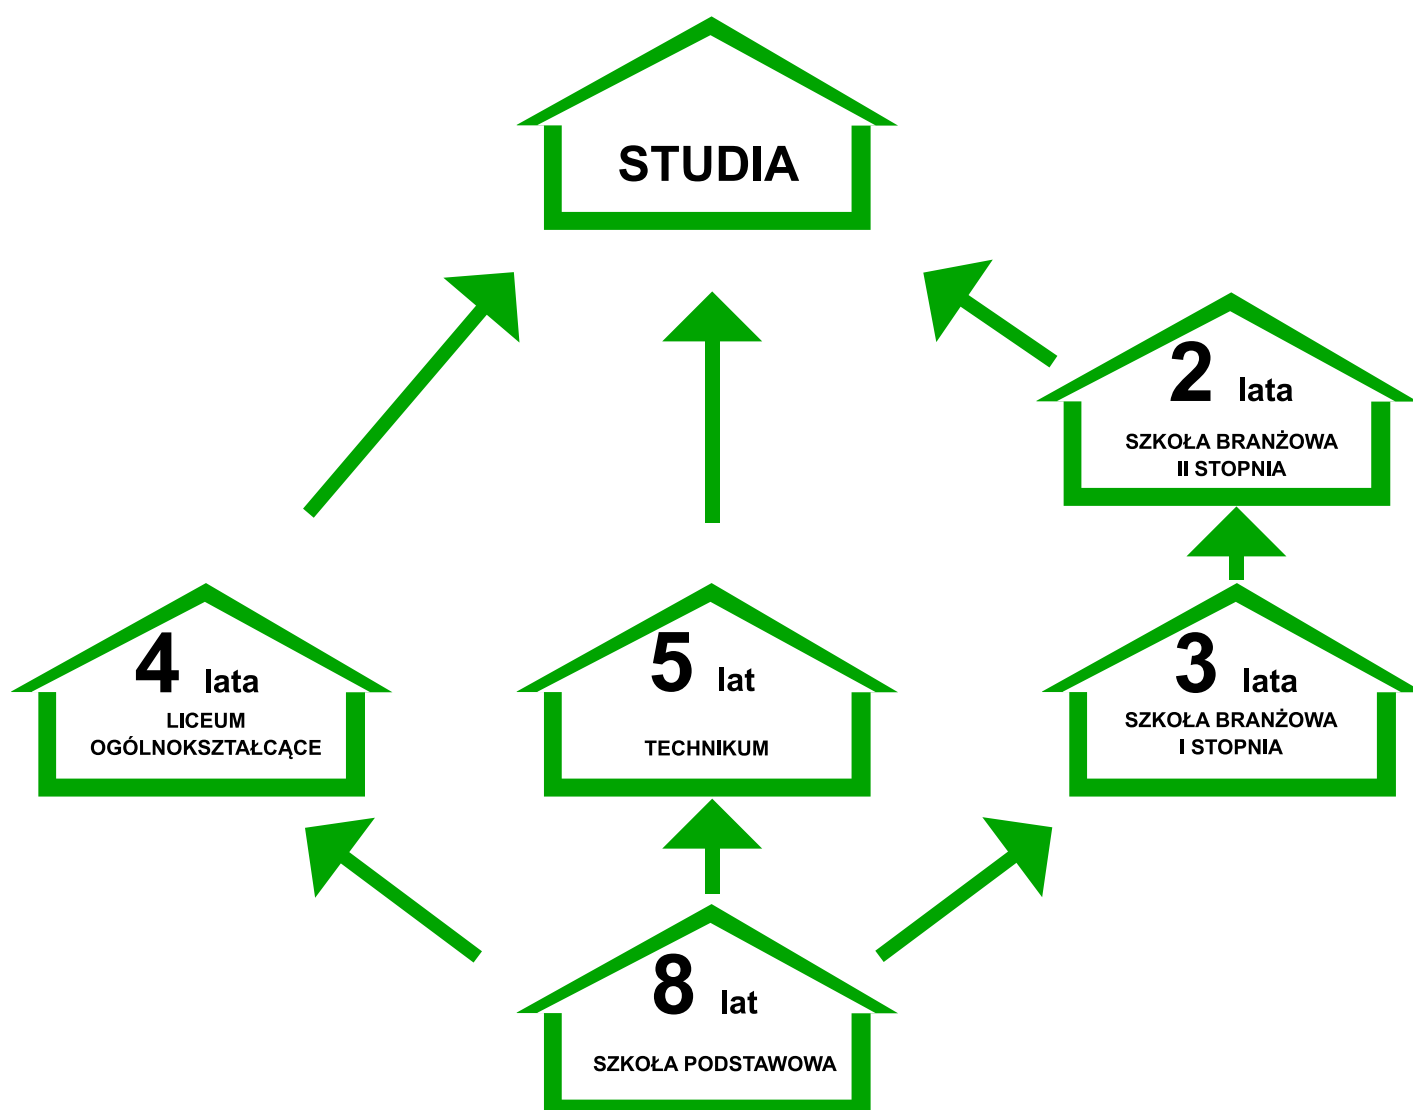 STUDIA
2 lata
SZKOŁA BRANŻOWA
II STOPNIA
4 lata
LICEUM
OGÓLNOKSZTAŁCĄCE
5 lat
TECHNIKUM
3 lata
SZKOŁA BRANŻOWA
I STOPNIA
8 lat
SZKOŁA PODSTAWOWA